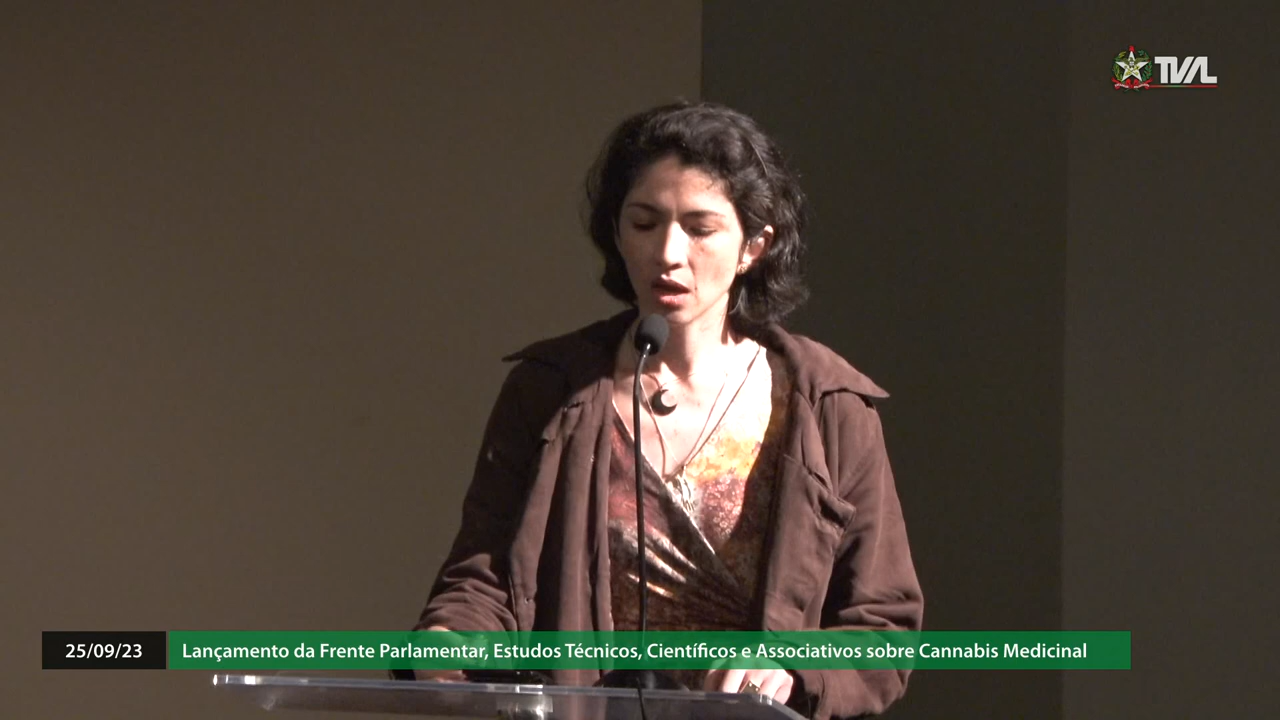 TVAL
25/09/23 Lançamento da Frente Parlamentar, Estudos Técnicos, Científicos e Associativos sobre Cannabis Medicinal